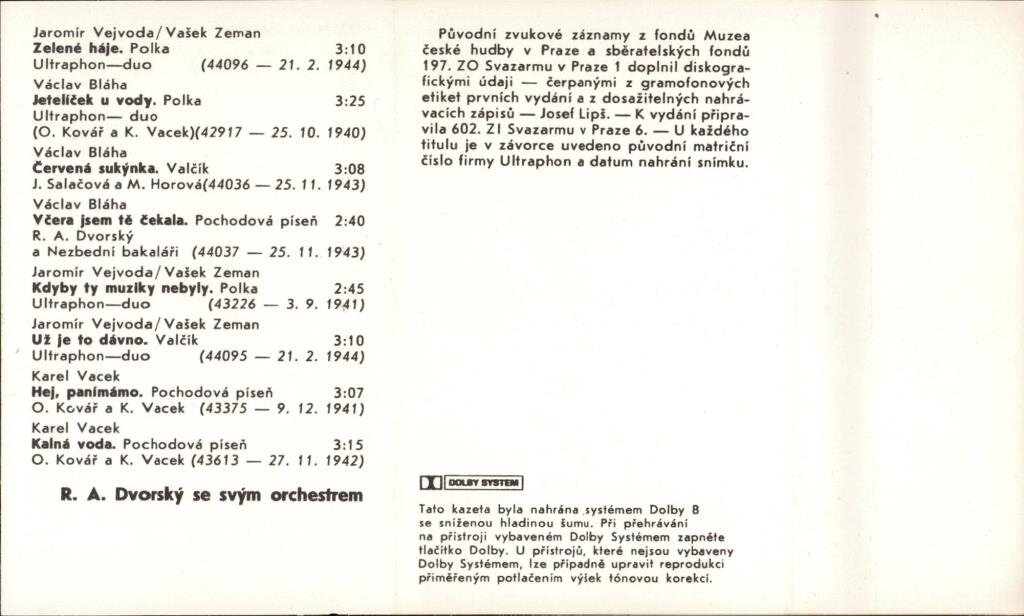 Jaromír Vejvoda/Vašek Zeman
Zelené háje. Polka 3:10
Ultraphon—duo (44096 — 21. 2. 1944)
Václav Bláha
Jetelíček u vody. Polka 3:25
Ultraphon— duo
(O. Kovář a K. Vacek)(42917 — 25. 10. 1940)
Václav Bláha
Červená sukýnka. Valčík 3:08
J. Salačová a M. Horová(44036 — 25. 11. 1943)
Václav Bláha
Včera jsem tě čekala. Pochodová píseň 2:40
R. A. Dvorský
a Nezbední bakaláři (44037 — 25. 11. 1943)
Jaromír Vejvoda/Vašek Zeman
Kdyby ty muziky nebyly. Polka 2:45
Ultraphon—duo (43226 — 3. 9. 1941)
Jaromír Vejvoda/Vašek Zeman
Už je to dávno. Valčík 3:10
Ultraphon—duo (44095 — 21. 2. 1944)
Karel Vacek
Hej, panímámo. Pochodová píseň 3:07
O. Kovář a K. Vacek (43375 — 9. 12. 1941)
Karel Vacek
Kalná voda. Pochodová píseň 3:15
O. Kovář a K. Vacek (43613 — 27. 11. 1942)
R. A. Dvorský se svým orchestrem
Původní zvukové záznamy z fondů Muzea
české hudby v Praze a sběratelských fondů
197. ZO Svazarmu v Praze 1 doplnil diskogra-
fickými údaji — čerpanými z gramofonových
etiket prvních vydání a z dosažitelných nahrá-
vacích zápisů — Josef Lipš. — K vydání připra-
vila 602. ZI Svazarmu v Praze 6. — U každého
titulu je v závorce uvedeno původní matriční
číslo firmy Ultraphon a datum nahrání snímku.
DOLBY SYSTEM
Tato kazeta byla nahrána systémem Dolby B
se sníženou hladinou šumu. Při přehrávání
na přístroji vybaveném Dolby Systémem zapněte
tlačítko Dolby. U přístrojů, které nejsou vybaveny
Dolby Systémem, lze případně upravit reprodukci
přiměřeným potlačením výšek tónovou korekcí.